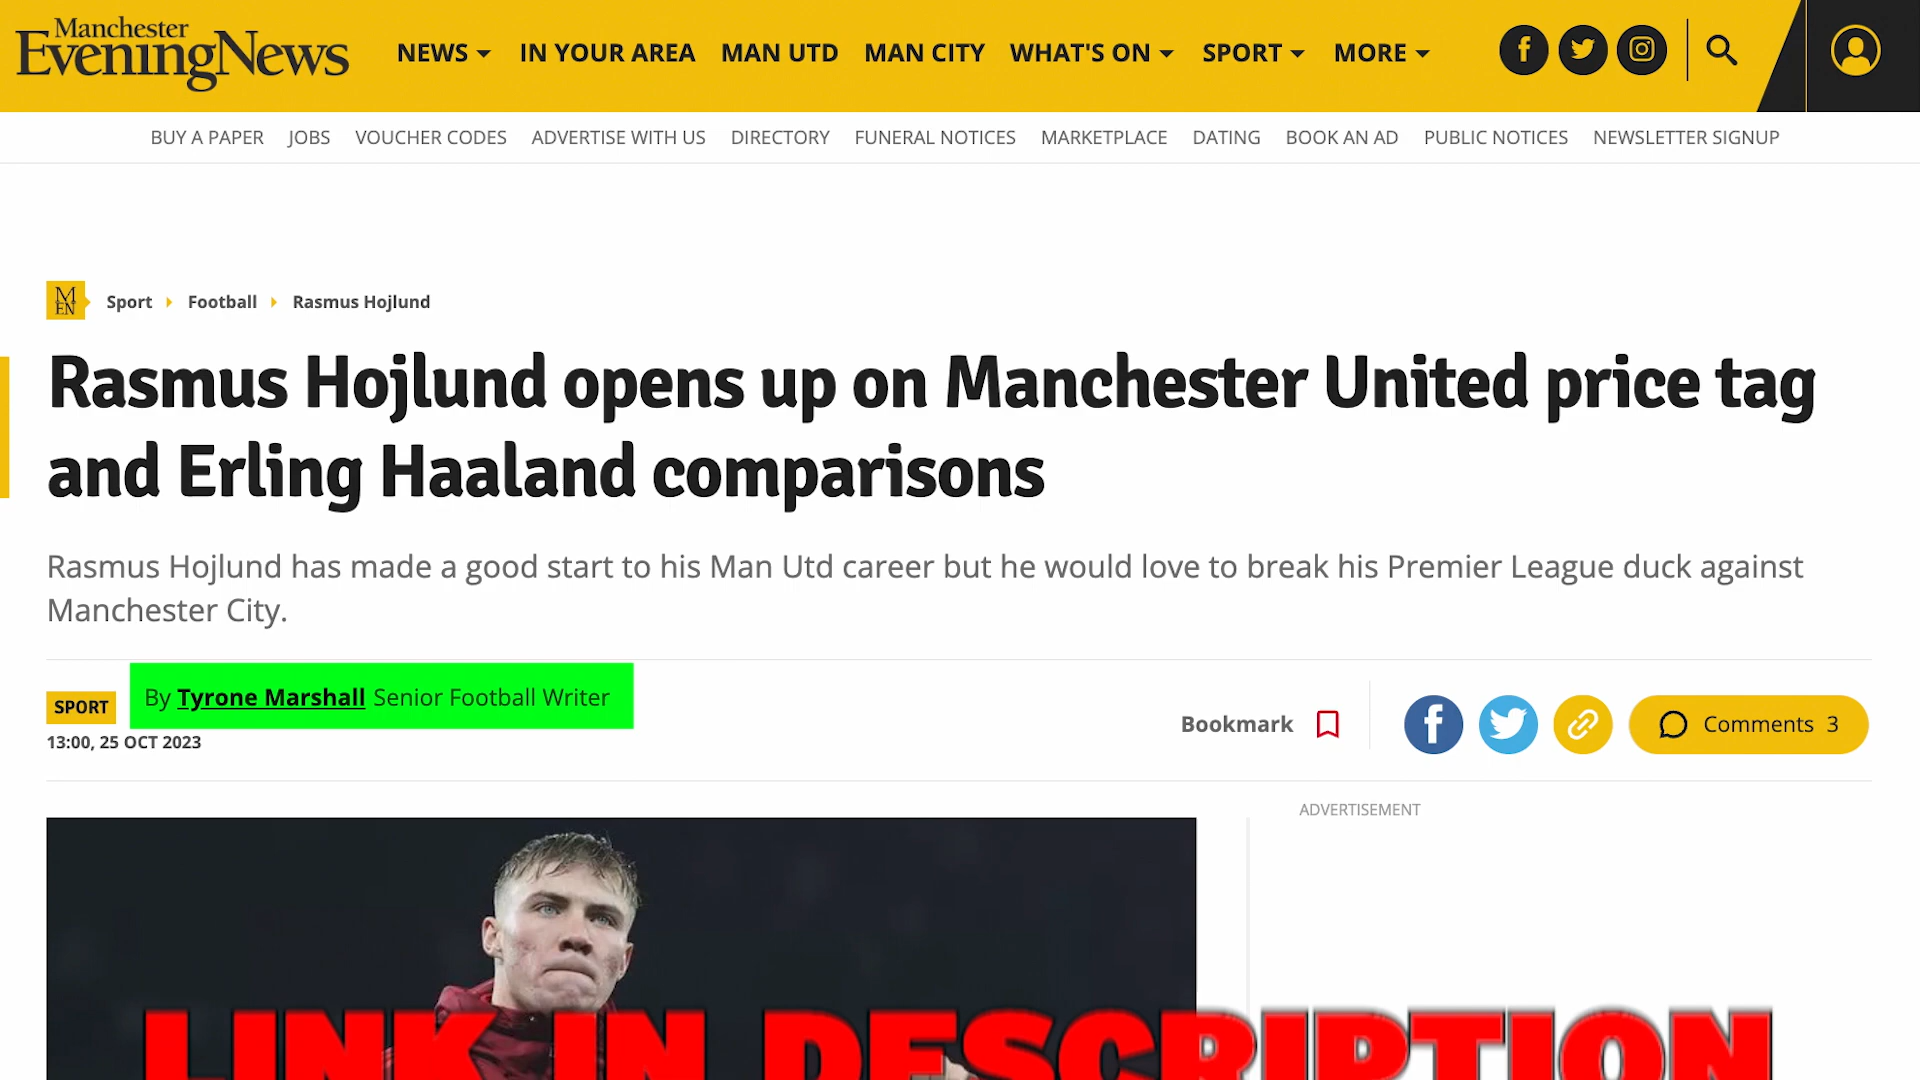 Manchester
EveningNews
NEWS IN YOUR AREA MAN UTD MAN CITY WHAT'S ON SPORT MORE
BUY A PAPER JOBS VOUCHER CODES ADVERTISE WITH US DIRECTORY FUNERAL NOTICES MARKETPLACE DATING BOOK AN AD PUBLIC NOTICES NEWSLETTER SIGNUP
M
EN
Sport Football Rasmus Hojlund
Rasmus Hojlund opens up on Manchester United price tag
and Erling Haaland comparisons
Rasmus Hojlund has made a good start to his Man Utd career but he would love to break his Premier League duck against
Manchester City.
SPORT By Tyrone Marshall Senior Football Writer
13:00, 25 OCT 2023
Bookmark
Comments 3
ADVERTISEMENT
LINK IN DESCRIPTION